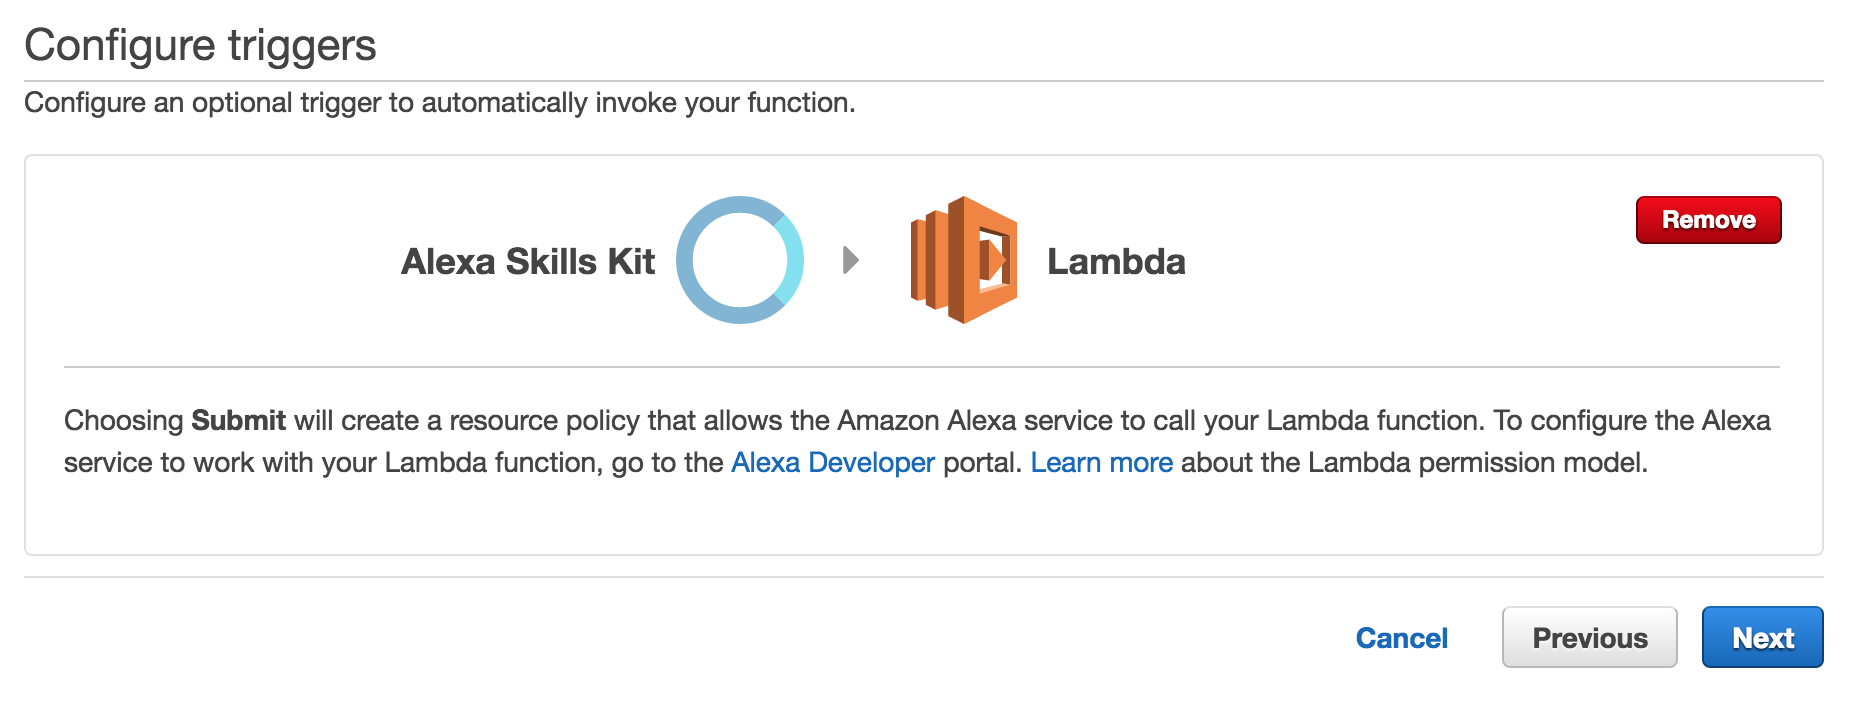 Configure triggers
Configure an optional trigger to automatically invoke your function.
Alexa Skills Kit
Lambda
Remove
Choosing Submit will create a resource policy that allows the Amazon Alexa service to call your Lambda function. To configure the Alexa
service to work with your Lambda function, go to the Alexa Developer portal. Learn more about the Lambda permission model.
Cancel
Previous
Next